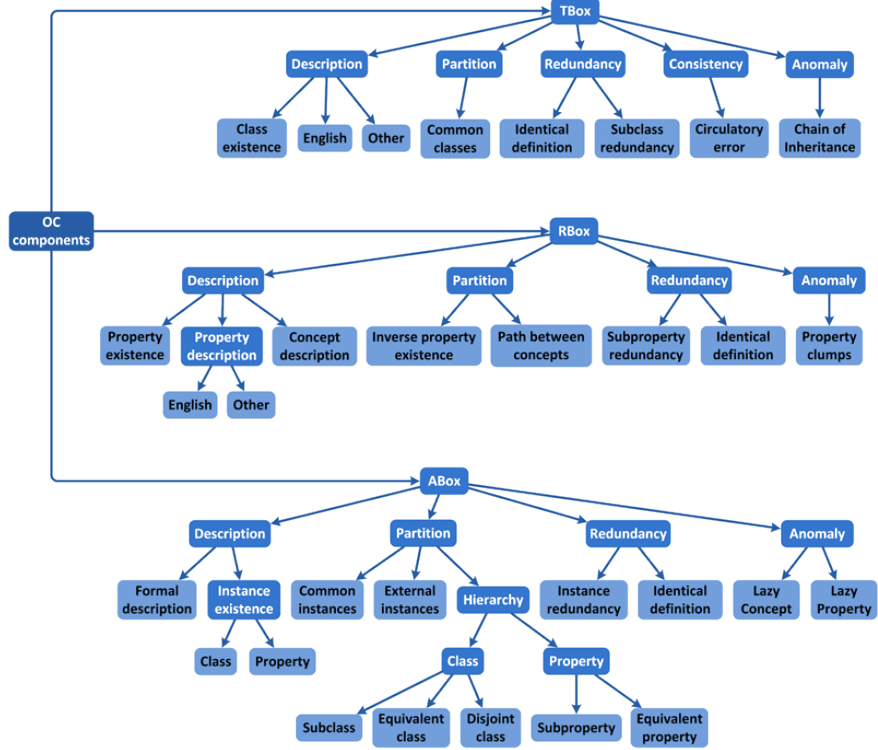 TBox
Description
Partition
Redundancy
Consistency
Anomaly
Class
existence
English
Other
Common
classes
Identical
definition
Subclass
redundancy
Circulatory
error
Chain of
Inheritance
OC
components
RBox
Description
Partition
Redundancy
Anomaly
Property
existence
Property
description
Concept
description
Inverse property
existence
Path between
concepts
Subproperty
redundancy
Identical
definition
Property
clumps
English
Other
ABox
Description
Partition
Redundancy
Anomaly
Formal
description
Instance
existence
Common
instances
External
instances
Hierarchy
Instance
redundancy
Identical
definition
Lazy
Concept
Lazy
Property
Class
Property
Class
Property
Subclass
Equivalent
class
Disjoint
class
Subproperty
Equivalent
property